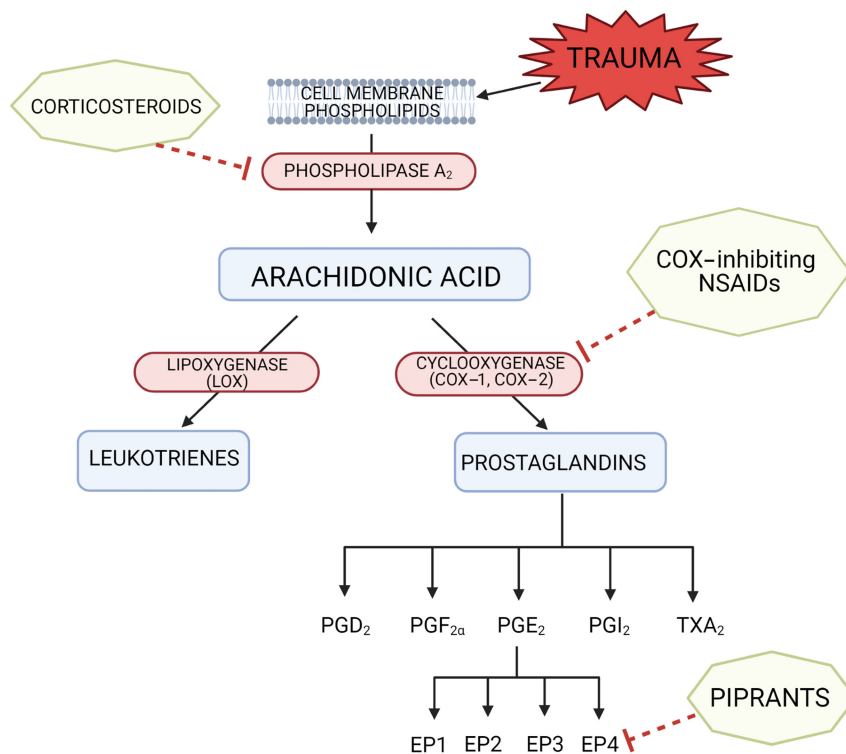 TRAUMA
CELL MEMBRANE
PHOSPHOLIPIDS
CORTICOSTEROIDS
PHOSPHOLIPASE A₂
ARACHIDONIC ACID
COX–inhibiting
NSAIDs
LIPOXYGENASE
(LOX)
CYCLOOXYGENASE
(COX–1, COX–2)
LEUKOTRIENES
PROSTAGLANDINS
PGD₂ PGF₂α PGE₂ PGI₂ TXA₂
PIPRANTS
EP1 EP2 EP3 EP4